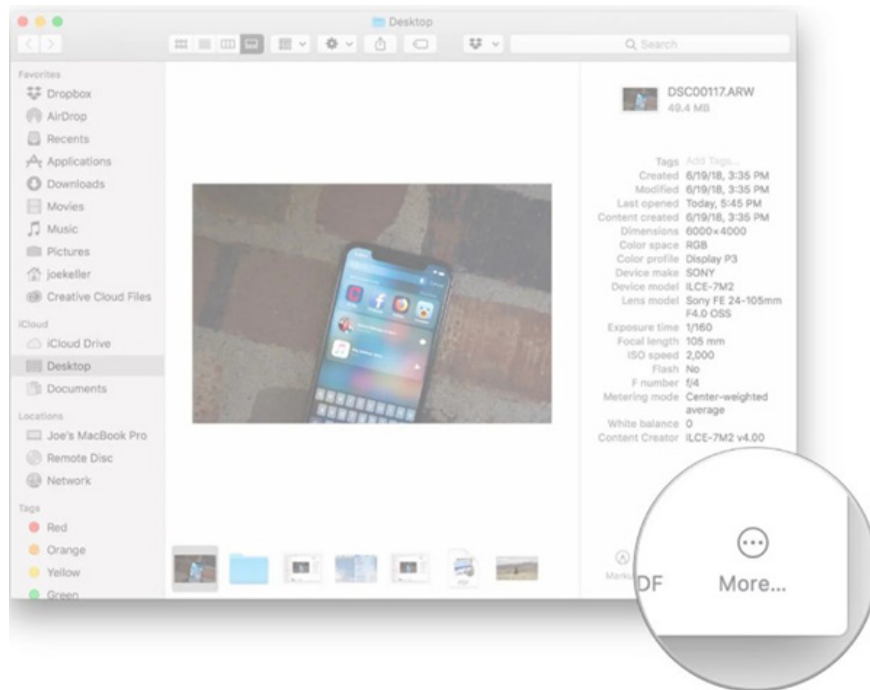 Desktop
Search
Favorites
Dropbox
AirDrop
Recents
Applications
Downloads
Movies
Music
Pictures
joekeller
Creative Cloud Files
iCloud
iCloud Drive
Desktop
Documents
Locations
Joe's MacBook Pro
Remote Disc
Network
Tags
Red
Orange
Yellow
Green
DSC00117.ARW
49.4 MB
Tags Add Tags...
Created 6/19/18, 3:35 PM
Modified 6/19/18, 3:35 PM
Last opened Today, 5:45 PM
Content created 6/19/18, 3:35 PM
Dimensions 6000×4000
Color space RGB
Color profile Display P3
Device make SONY
Device model ILCE-7M2
Lens model Sony FE 24-105mm
F4.0 OSS
Exposure time 1/160
Focal length 105 mm
ISO speed 2,000
Flash No
F number f/4
Metering mode Center-weighted
average
White balance 0
Content Creator ILCE-7M2 v4.00
PDF
DF
More...